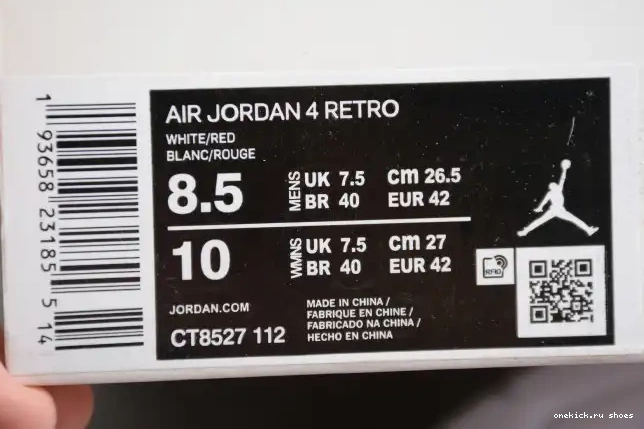 1 93658 23185 5 14
AIR JORDAN 4 RETRO
WHITE/RED
BLANC/ROUGE
8.5 MENS UK 7.5 Cm 26.5
BR 40 EUR 42
10 WMNS UK 7.5 Cm 27
BR 40 EUR 42
RFID
JORDAN.COM
MADE IN CHINA /
FABRIQUE EN CHINE /
FABRICADO NA CHINA /
HECHO EN CHINA
CT8527 112
onekick.ru shoes